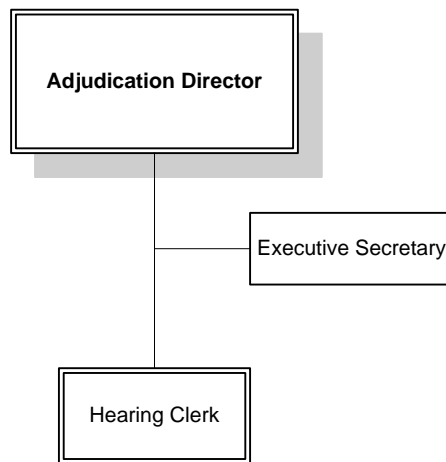 Adjudication Director
Executive Secretary
Hearing Clerk